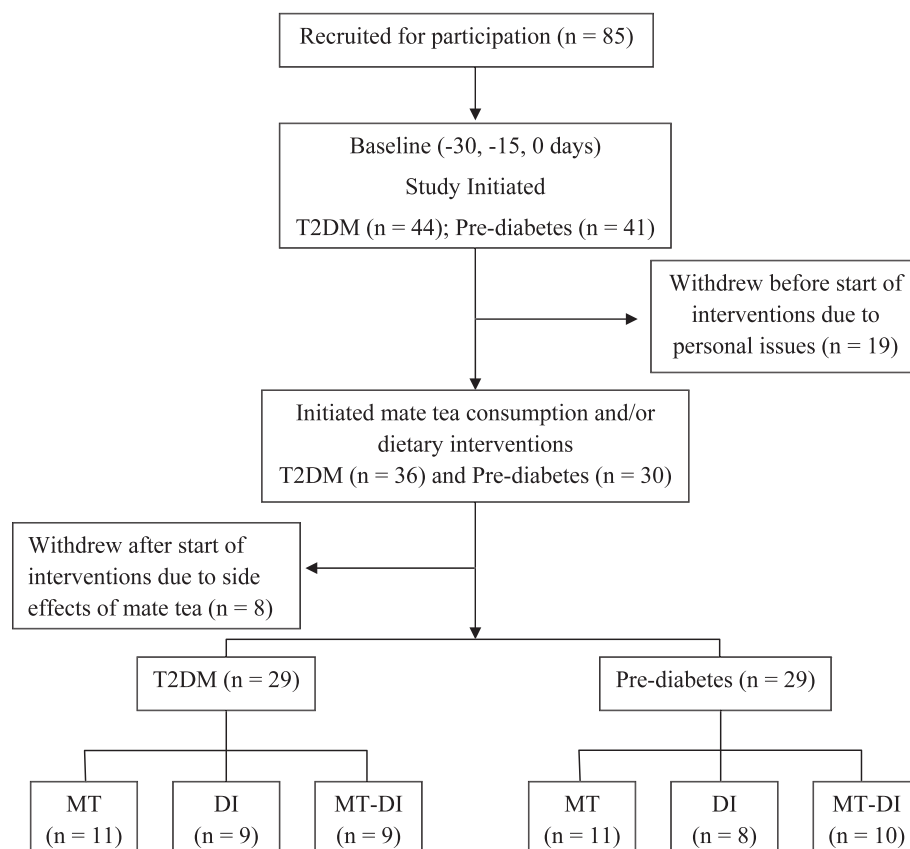 Recruited for participation (n = 85)
Baseline (-30, -15, 0 days)
Study Initiated
T2DM (n = 44); Pre-diabetes (n = 41)
Withdrew before start of
interventions due to
personal issues (n = 19)
Initiated mate tea consumption and/or
dietary interventions
T2DM (n = 36) and Pre-diabetes (n = 30)
Withdrew after start of
interventions due to side
effects of mate tea (n = 8)
T2DM (n = 29)
Pre-diabetes (n = 29)
MT
(n = 11)
DI
(n = 9)
MT-DI
(n = 9)
MT
(n = 11)
DI
(n = 8)
MT-DI
(n = 10)